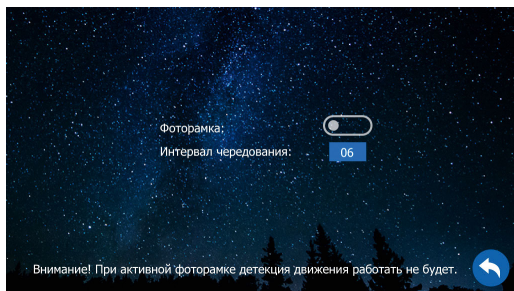 Фоторамка:
Интервал чередования: 06
Внимание! При активной фоторамке детекция движения работать не будет.